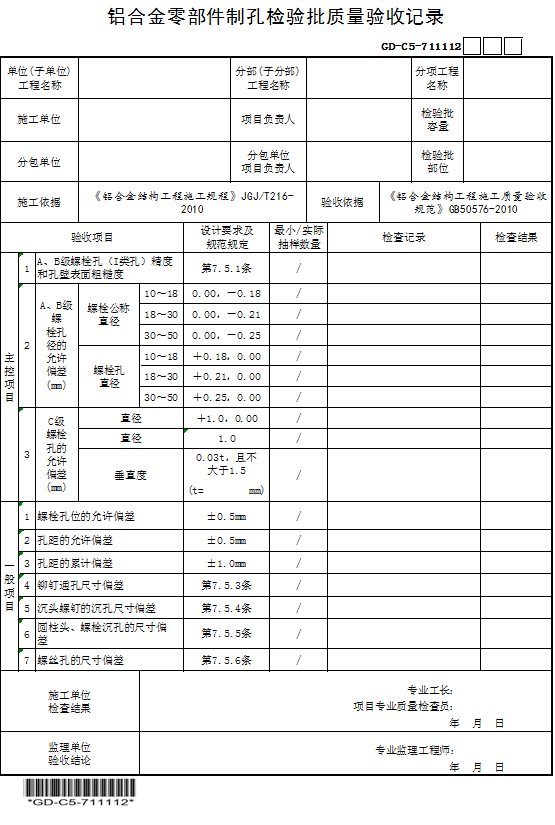 铝合金零部件制孔检验批质量验收记录
GD-C5-711112
单位(子单位)
工程名称
分部(子分部)
工程名称
分项工程
名称
施工单位
项目负责人
检验批
容量
分包单位
分包单位
项目负责人
检验批
部位
施工依据
《铝合金结构工程施工规程》JGJ/T216-
2010
验收依据
《铝合金结构工程施工质量验收
规范》GB50576-2010
验收项目
设计要求及
规范规定
最小/实际
抽样数量
检查记录
检查结果
主控项目
1
A、B级螺栓孔（I类孔）精度
和孔壁表面粗糙度
第7.5.1条
/
2
A、B级
螺
栓孔
径的
允许
偏差
(mm)
螺栓公称
直径
10～18
0.00，－0.18
/
18～30
0.00，－0.21
/
30～50
0.00，－0.25
/
螺栓孔
直径
10～18
＋0.18，0.00
/
18～30
＋0.21，0.00
/
30～50
＋0.25，0.00
/
3
C级
螺栓
孔的
允许
偏差
(mm)
直径
＋1.0，0.00
/
直径
1.0
/
垂直度
0.03t，且不
大于1.5
(t= mm)
/
一般项目
1
螺栓孔位的允许偏差
±0.5mm
/
2
孔距的允许偏差
±0.5mm
/
3
孔距的累计偏差
±1.0mm
/
4
铆钉通孔尺寸偏差
第7.5.3条
/
5
沉头螺钉的沉孔尺寸偏差
第7.5.4条
/
6
圆柱头、螺栓沉孔的尺寸偏
差
第7.5.5条
/
7
螺丝孔的尺寸偏差
第7.5.6条
/
施工单位
检查结果
专业工长:
项目专业质量检查员:
年 月 日
监理单位
验收结论
专业监理工程师:
年 月 日
*GD-C5-711112*